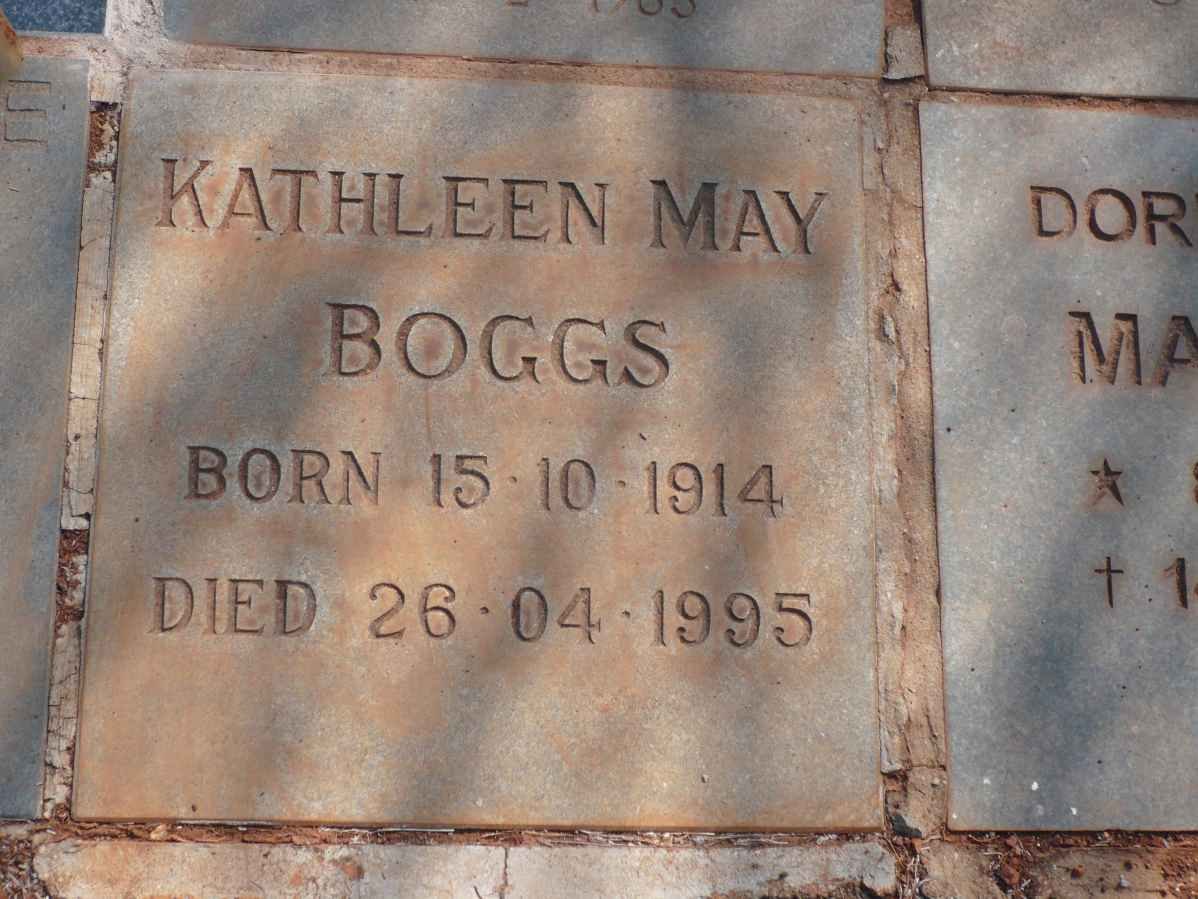 KATHLEEN MAY
BOGGS
BORN 15·10·1914
DIED 26·04·1995